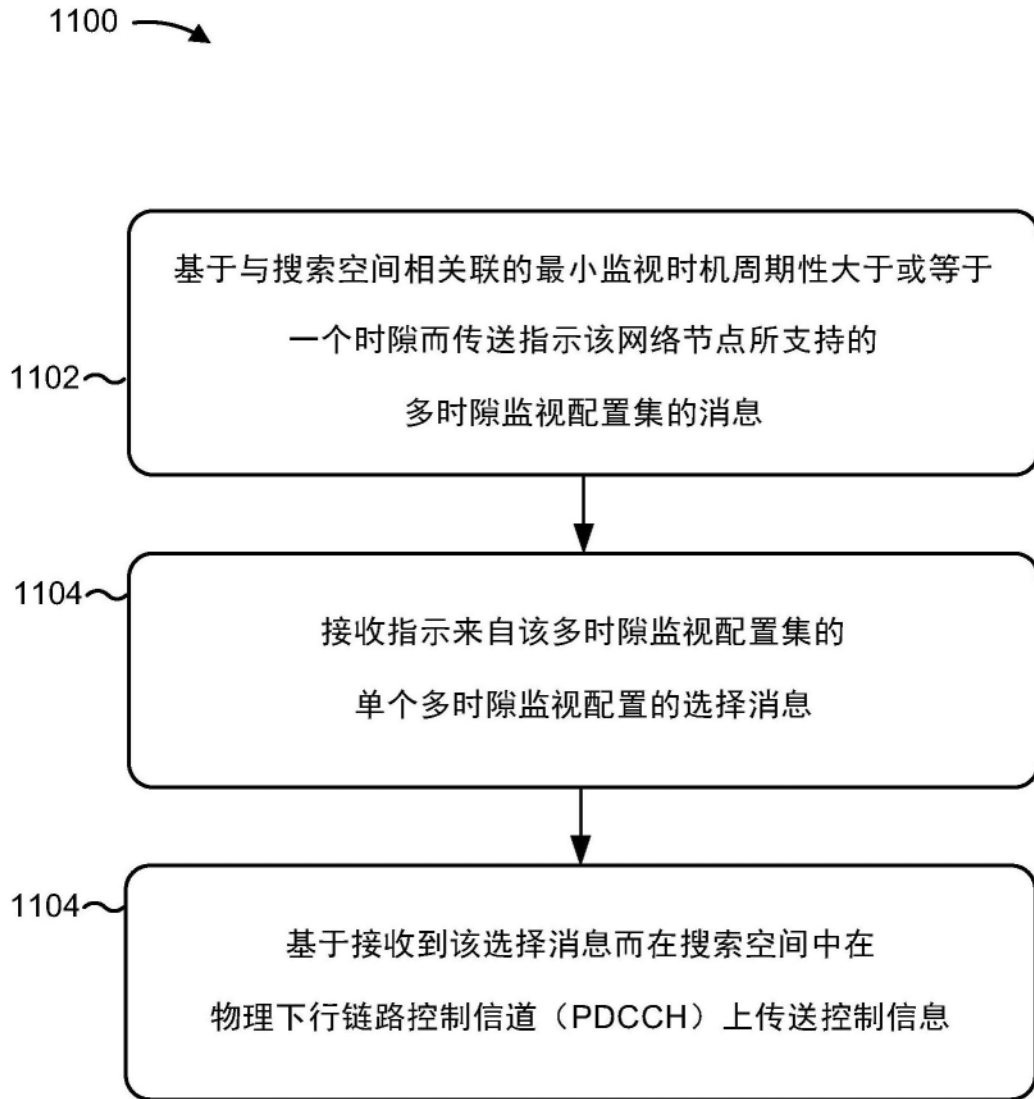 1100
基于与搜索空间相关联的最小监视时机周期性大于或等于
一个时隙而传送指示该网络节点所支持的
1102
多时隙监视配置集的消息
1104
接收指示来自该多时隙监视配置集的
单个多时隙监视配置的选择消息
1104
基于接收到该选择消息而在搜索空间中在
物理下行链路控制信道（PDCCH）上传送控制信息